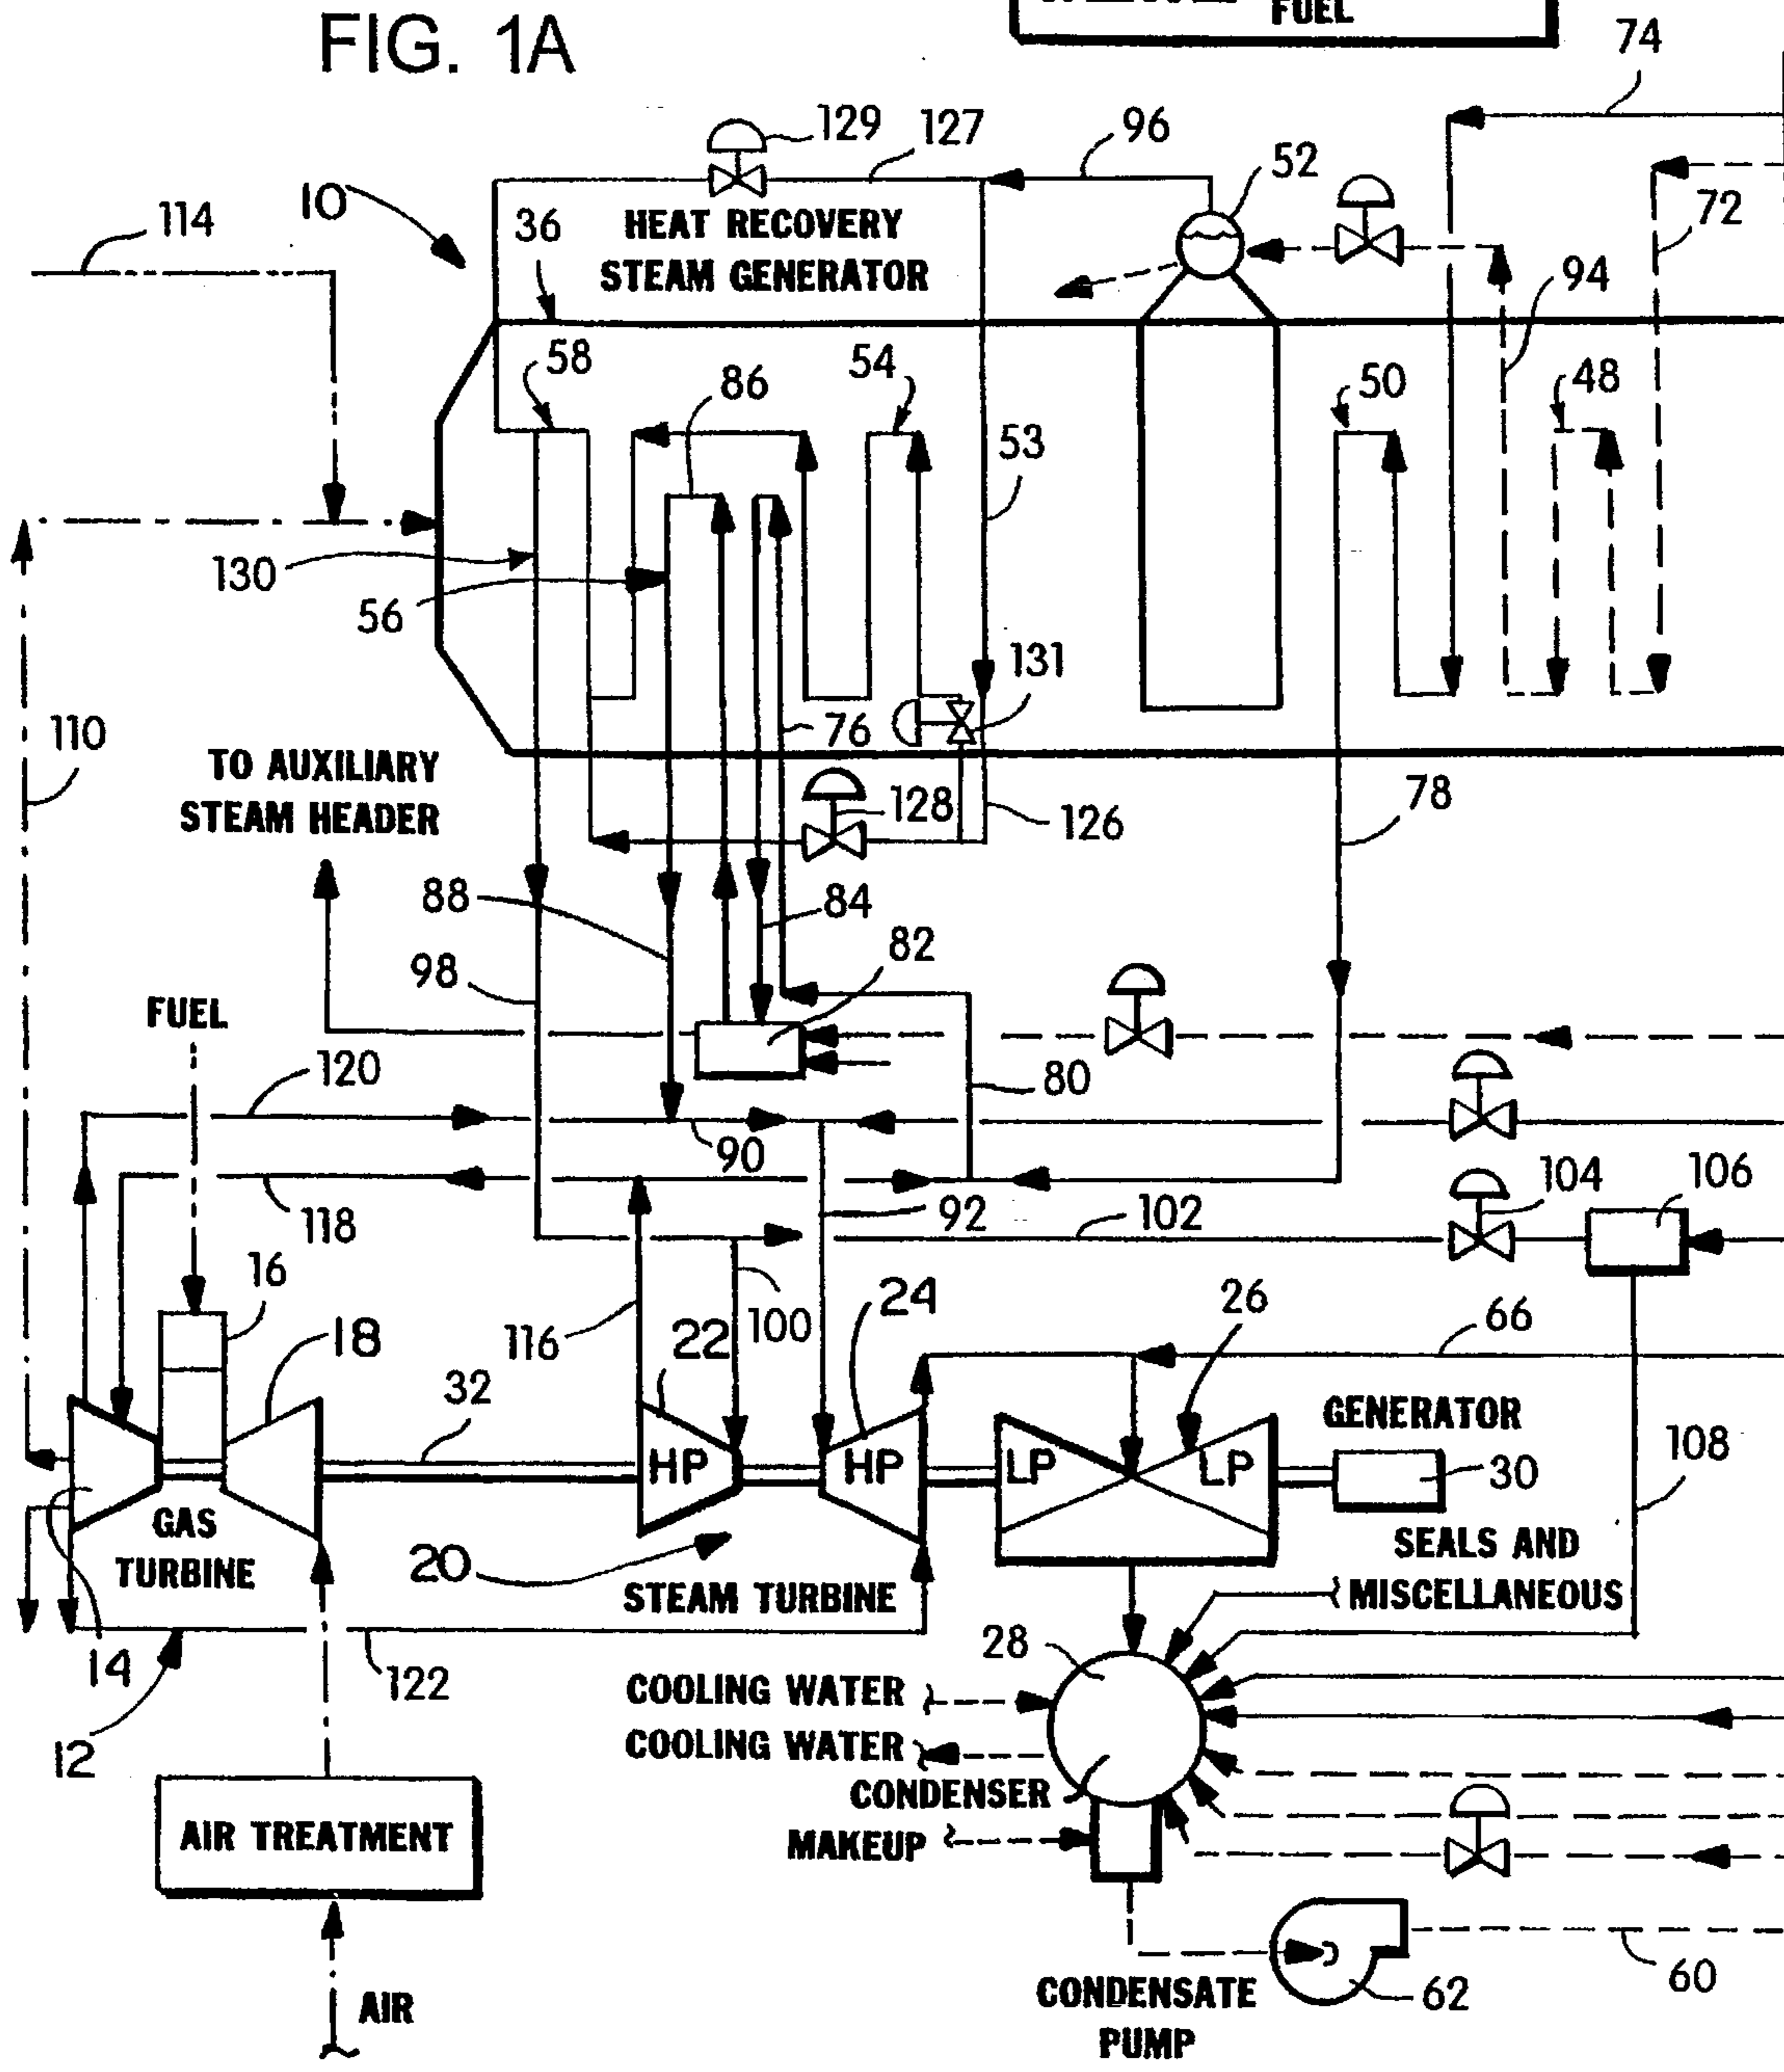 FUEL
FIG. 1A
74
129
127
96
52
10
114
36
HEAT RECOVERY
STEAM GENERATOR
72
94
58
86
54
50
48
53
130
56
131
110
76
TO AUXILIARY
STEAM HEADER
128
126
78
88
84
82
98
FUEL
120
80
90
118
92
102
104
106
16
116
100
24
26
66
18
22
32
HP
HP
LP
LP
GENERATOR
30
108
GAS
TURBINE
20
STEAM TURBINE
SEALS AND
MISCELLANEOUS
14
122
28
COOLING WATER
12
COOLING WATER
CONDENSER
MAKEUP
AIR TREATMENT
60
62
CONDENSATE
PUMP
AIR